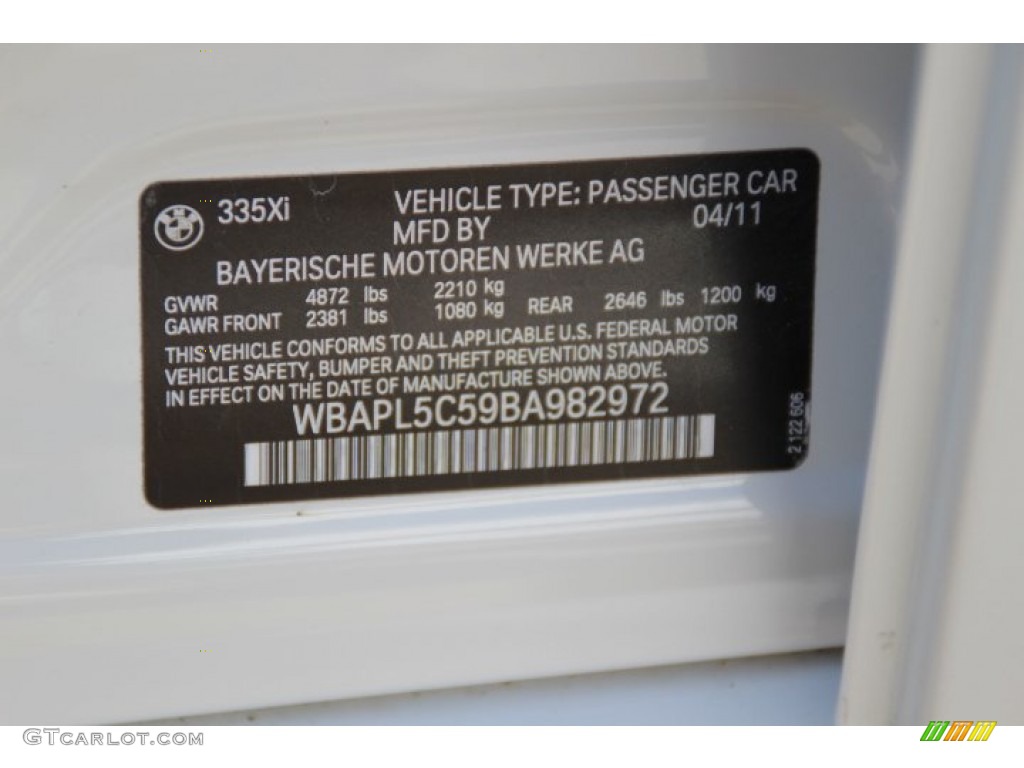 335Xi VEHICLE TYPE: PASSENGER CAR
MFD BY 04/11
BAYERISCHE MOTOREN WERKE AG
GVWR 4872 lbs 2210 kg
GAWR FRONT 2381 lbs 1080 kg REAR 2646 lbs 1200 kg
THIS VEHICLE CONFORMS TO ALL APPLICABLE U.S. FEDERAL MOTOR
VEHICLE SAFETY, BUMPER AND THEFT PREVENTION STANDARDS
IN EFFECT ON THE DATE OF MANUFACTURE SHOWN ABOVE.
WBAPL5C59BA982972
2 122 606
GTCarLot.com